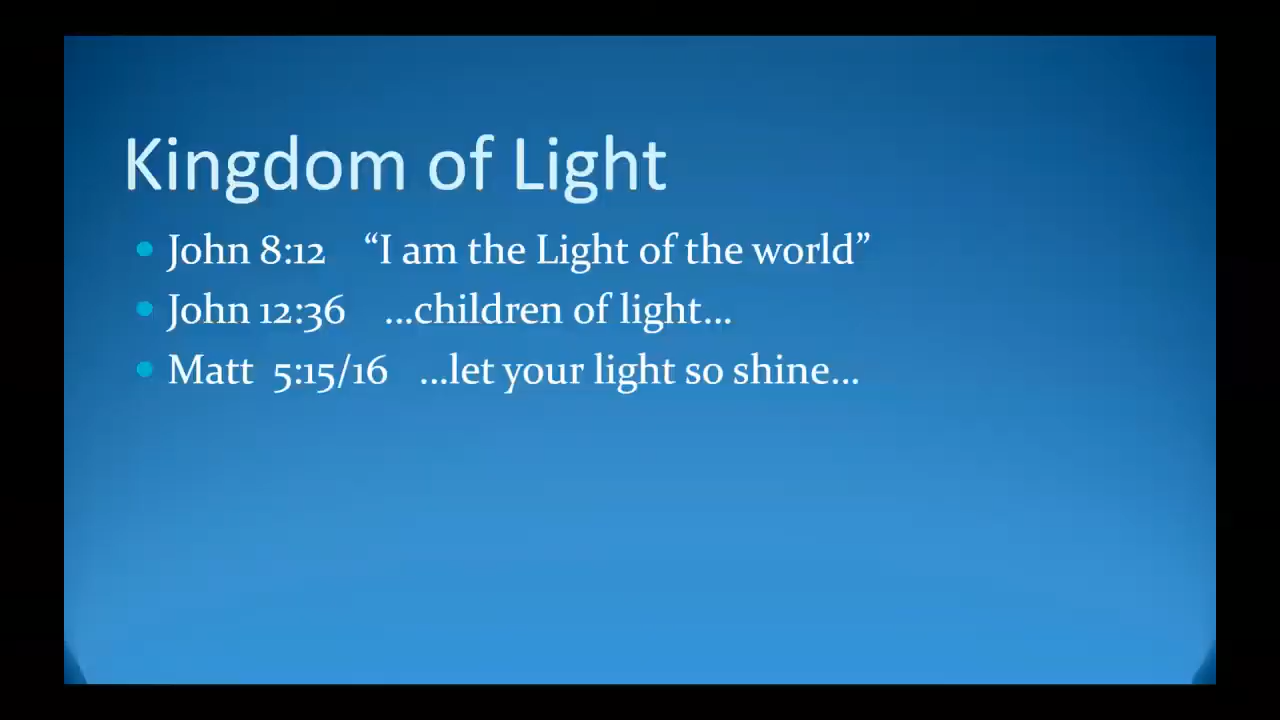 Kingdom of Light
• John 8:12 “I am the Light of the world”
• John 12:36 …children of light…
• Matt 5:15/16 …let your light so shine…